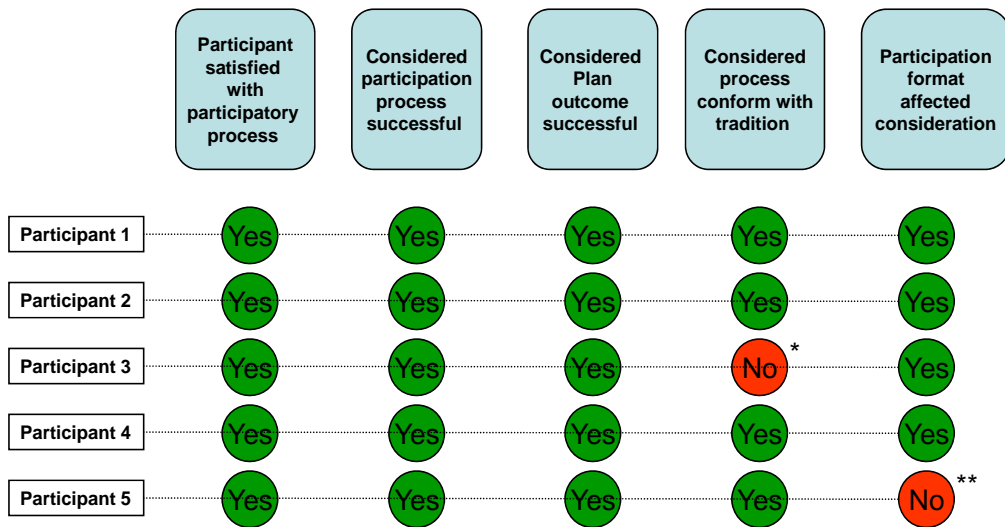 Participant
satisfied
with
participatory
process
Considered
participation
process
successful
Considered
Plan
outcome
successful
Considered
process
conform with
tradition
Participation
format
affected
consideration
Participant 1 Yes Yes Yes Yes Yes
Participant 2 Yes Yes Yes Yes Yes
Participant 3 Yes Yes Yes No * Yes
Participant 4 Yes Yes Yes Yes Yes
Participant 5 Yes Yes Yes Yes No **